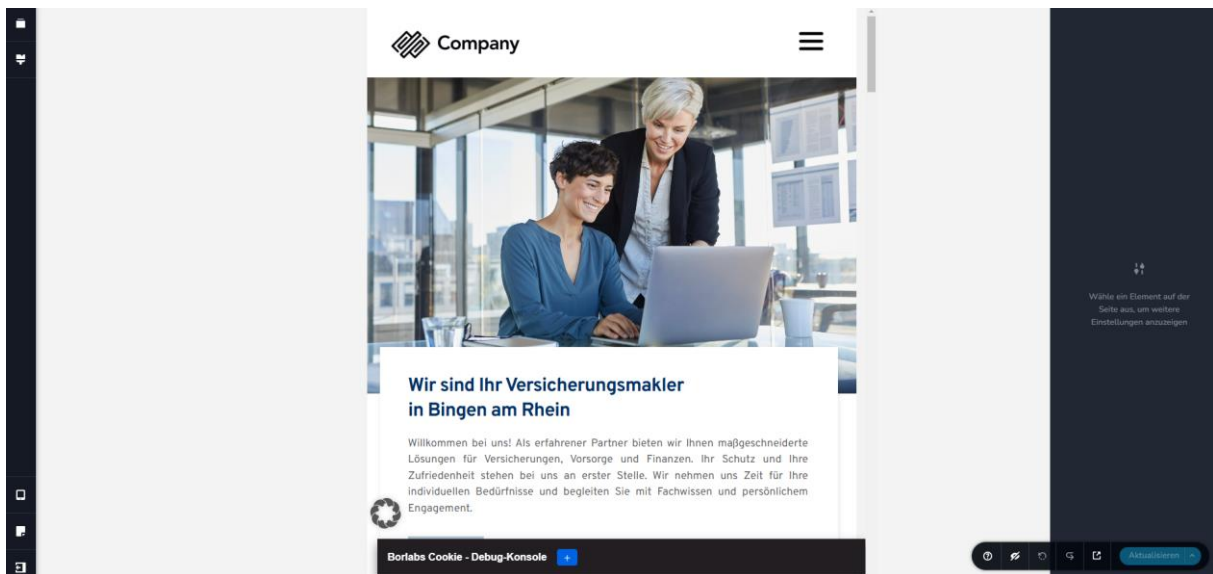 Company
Wir sind Ihr Versicherungsmakler
in Bingen am Rhein
Willkommen bei uns! Als erfahrener Partner bieten wir Ihnen maßgeschneiderte
Lösungen für Versicherungen, Vorsorge und Finanzen. Ihr Schutz und Ihre
Zufriedenheit stehen bei uns an erster Stelle. Wir nehmen uns Zeit für Ihre
individuellen Bedürfnisse und begleiten Sie mit Fachwissen und persönlichem
Engagement.
Borlabs Cookie - Debug-Konsole +
Wähle ein Element auf der
Seite aus, um weitere
Einstellungen anzuzeigen
Aktualisieren